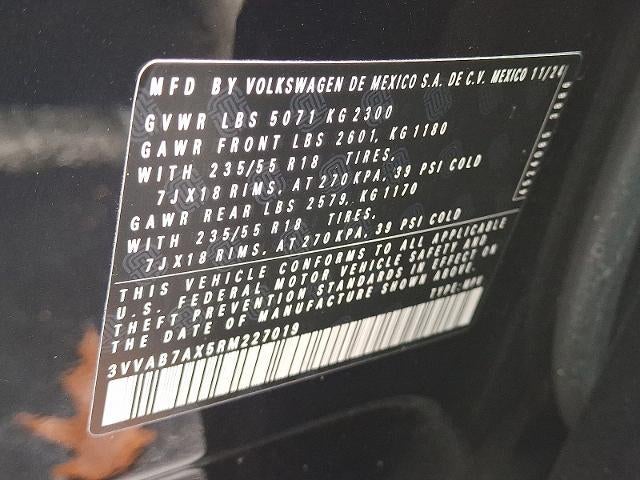 MFD BY VOLKSWAGEN DE MEXICO S.A. DE C.V. MEXICO 11/24
GVWR LBS 5071 KG 2300
GAWR FRONT LBS 2601, KG 1180
WITH 235/55 R18 TIRES,
7JX18 RIMS, AT 270 KPA, 39 PSI COLD
GAWR REAR LBS 2579, KG 1170
WITH 235/55 R18 TIRES,
7JX18 RIMS, AT 270 KPA, 39 PSI COLD
THIS VEHICLE CONFORMS TO ALL APPLICABLE
U.S. FEDERAL MOTOR VEHICLE SAFETY AND
THEFT PREVENTION STANDARDS IN EFFECT ON
THE DATE OF MANUFACTURE SHOWN ABOVE.
3VVAB7AX5RM227019 TYPE: MPV